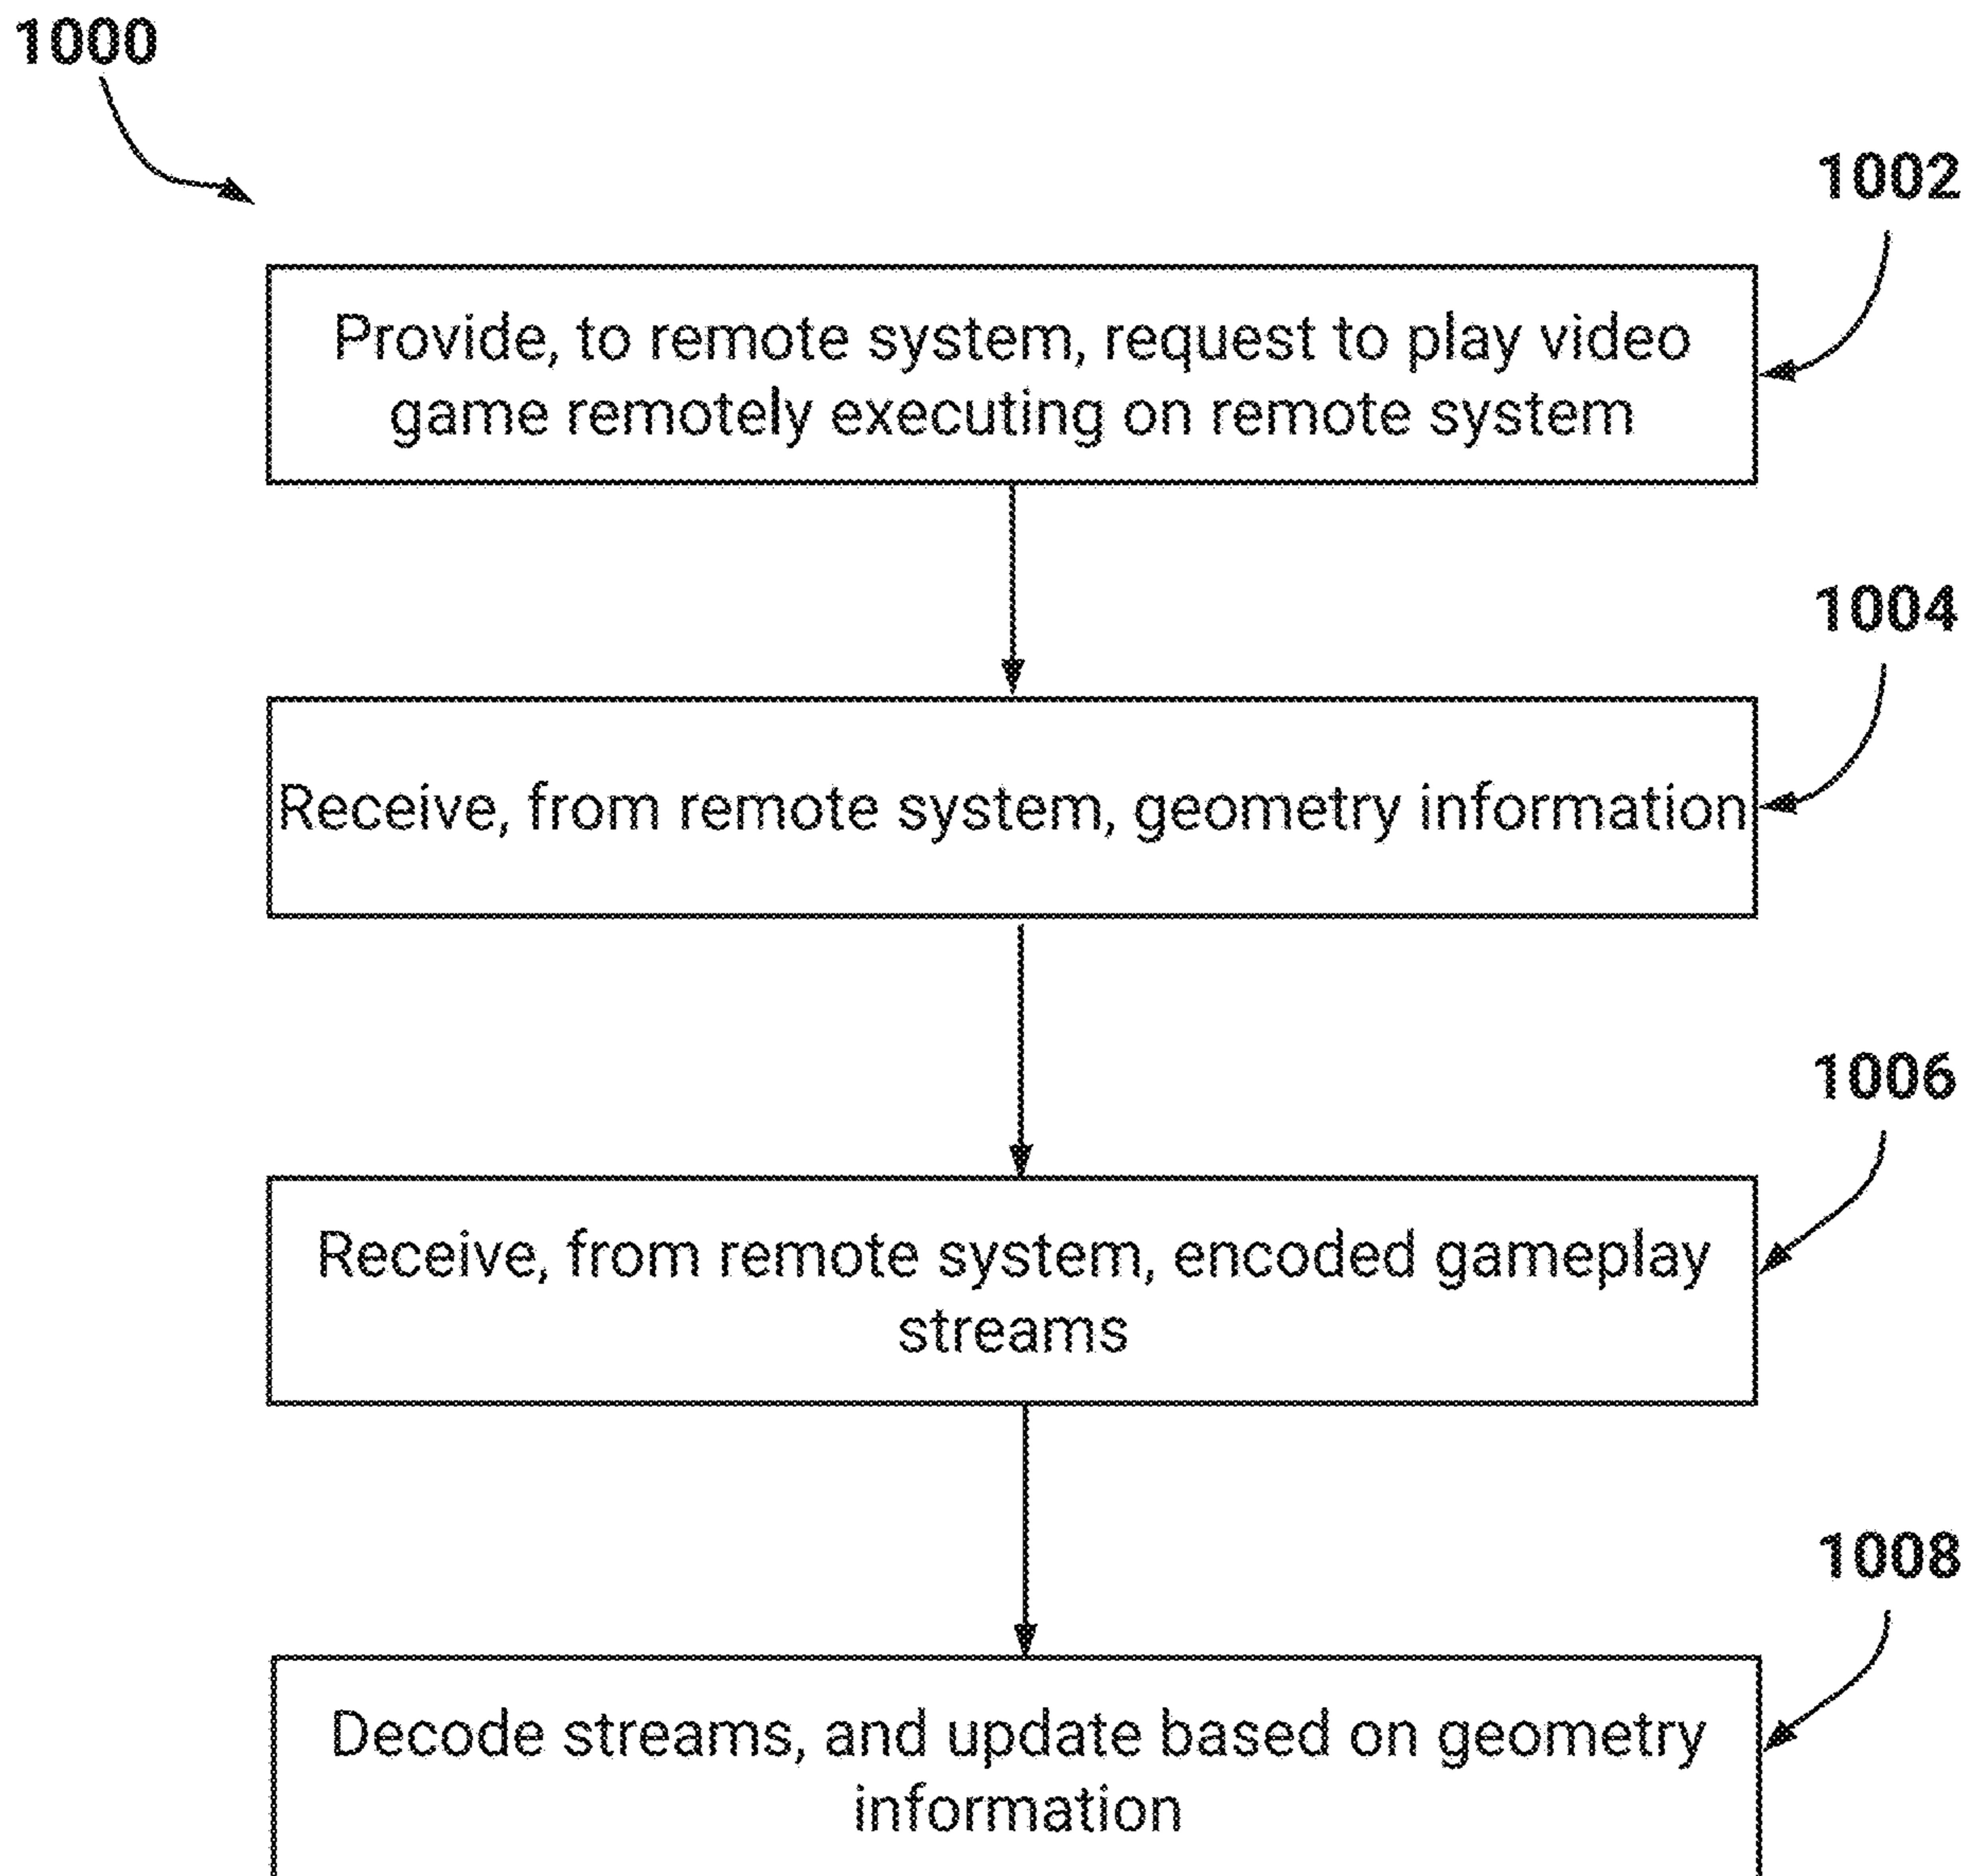 1000
1002
Provide, to remote system, request to play video
game remotely executing on remote system
1004
Receive, from remote system, geometry information
1006
Receive, from remote system, encoded gameplay
streams
1008
Decode streams, and update based on geometry
information